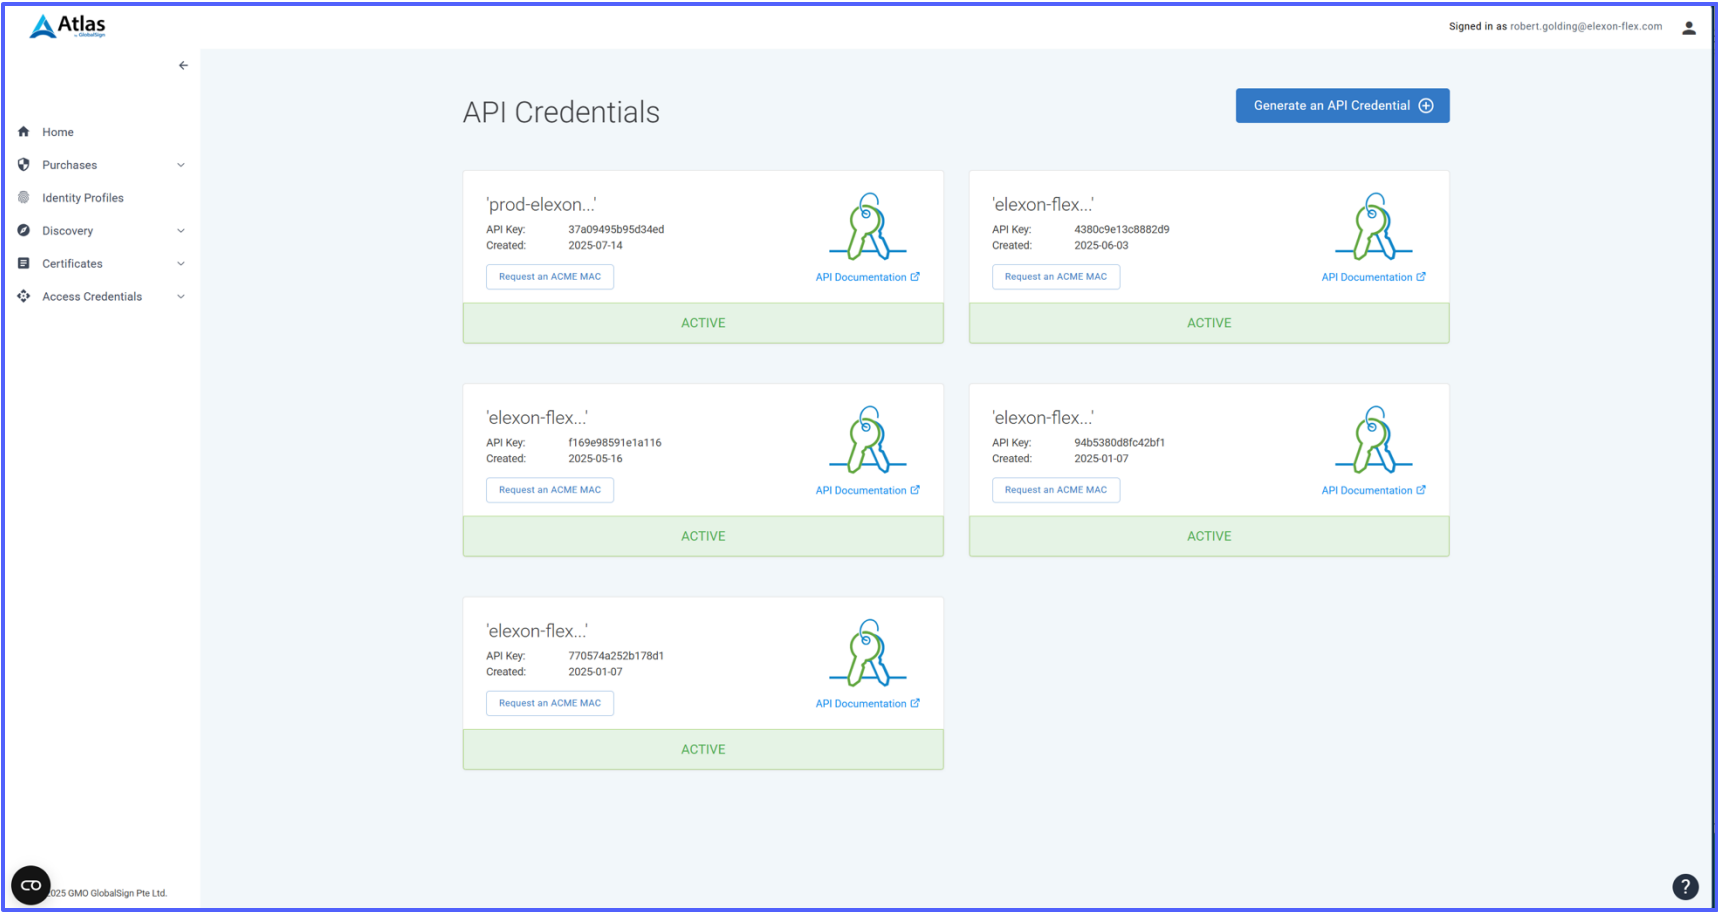 Atlas
by GlobalSign
Signed in as robert.golding@elexon-flex.com
Home
Purchases
Identity Profiles
Discovery
Certificates
Access Credentials
API Credentials
Generate an API Credential
'prod-elexon...'
API Key: 37a09495b95d34ed
Created: 2025-07-14
Request an ACME MAC
API Documentation
ACTIVE
'elexon-flex...'
API Key: 4380c9e13c8882d9
Created: 2025-06-03
Request an ACME MAC
API Documentation
ACTIVE
'elexon-flex...'
API Key: f169e98591e1a116
Created: 2025-05-16
Request an ACME MAC
API Documentation
ACTIVE
'elexon-flex...'
API Key: 94b5380d8fc42bf1
Created: 2025-01-07
Request an ACME MAC
API Documentation
ACTIVE
'elexon-flex...'
API Key: 770574a252b178d1
Created: 2025-01-07
Request an ACME MAC
API Documentation
ACTIVE
2025 GMO GlobalSign Pte Ltd.
?